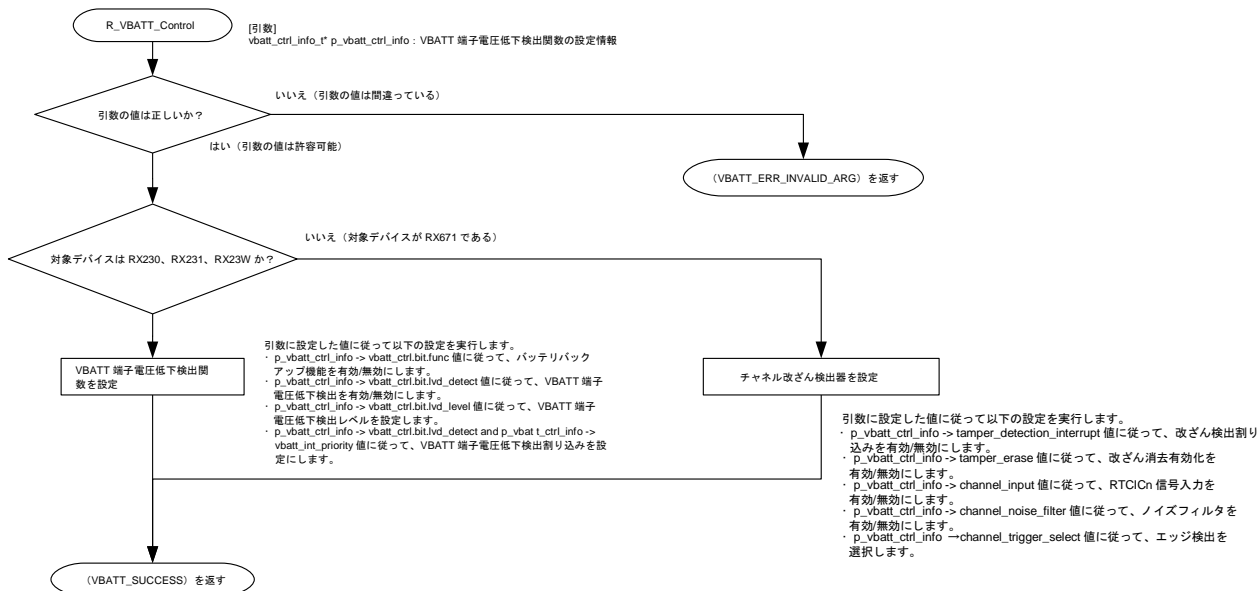 R_VBATT_Control
[引数]
vbatt_ctrl_info_t* p_vbatt_ctrl_info : VBATT 端子電圧低下検出関数の設定情報
いいえ（引数の値は間違っている）
引数の値は正しいか？
はい（引数の値は許容可能）
（VBATT_ERR_INVALID_ARG）を返す
いいえ（対象デバイスが RX671 である）
対象デバイスは RX230、RX231、RX23W か？
VBATT 端子電圧低下検出関
数を設定
引数に設定した値に従って以下の設定を実行します。
・ p_vbatt_ctrl_info -> vbatt_ctrl.bit.func 値に従って、バッテリバック
アップ機能を有効/無効にします。
・ p_vbatt_ctrl_info -> vbatt_ctrl.bit.lvd_detect 値に従って、VBATT 端子
電圧低下検出を有効/無効にします。
・ p_vbatt_ctrl_info -> vbatt_ctrl.bit.lvd_level 値に従って、VBATT 端子
電圧低下検出レベルを設定します。
・ p_vbatt_ctrl_info -> vbatt_ctrl.bit.lvd_detect and p_vbat t_ctrl_info ->
vbatt_int_priority 値に従って、VBATT 端子電圧低下検出割り込みを設
定にします。
チャネル改ざん検出器を設定
引数に設定した値に従って以下の設定を実行します。
・ p_vbatt_ctrl_info -> tamper_detection_interrupt 値に従って、改ざん検出割り
込みを有効/無効にします。
・ p_vbatt_ctrl_info -> tamper_erase 値に従って、改ざん消去有効化を
有効/無効にします。
・ p_vbatt_ctrl_info -> channel_input 値に従って、RTCICn 信号入力を
有効/無効にします。
・ p_vbatt_ctrl_info -> channel_noise_filter 値に従って、ノイズフィルタを
有効/無効にします。
・ p_vbatt_ctrl_info →channel_trigger_select 値に従って、エッジ検出を
選択します。
（VBATT_SUCCESS）を返す